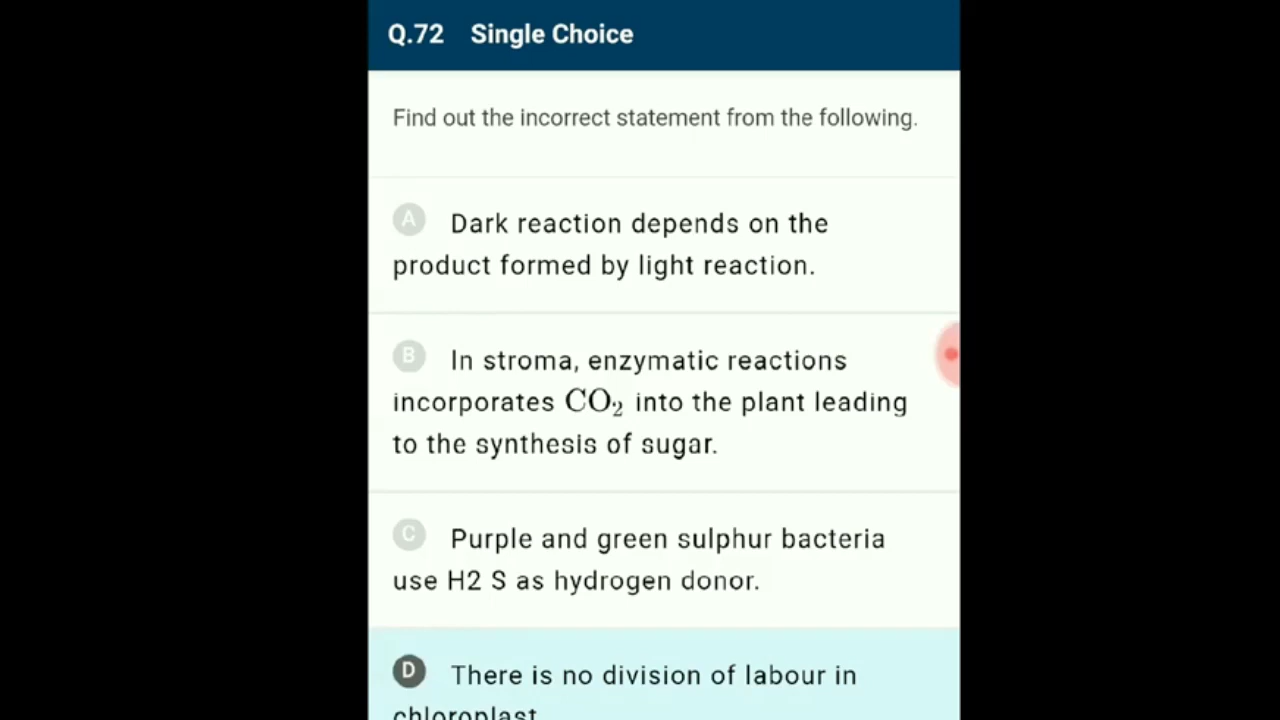 Q.72 Single Choice
Find out the incorrect statement from the following.
A Dark reaction depends on the
product formed by light reaction.
B In stroma, enzymatic reactions
incorporates CO₂ into the plant leading
to the synthesis of sugar.
C Purple and green sulphur bacteria
use H2 S as hydrogen donor.
D There is no division of labour in
chloroplast